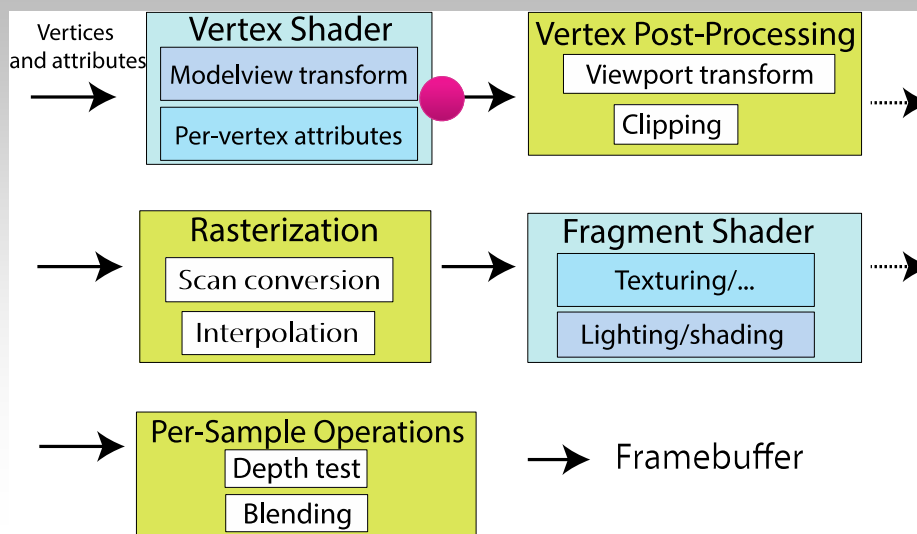 Vertices
and attributes
Vertex Shader
Modelview transform
Per-vertex attributes
Vertex Post-Processing
Viewport transform
Clipping
Rasterization
Scan conversion
Interpolation
Fragment Shader
Texturing/...
Lighting/shading
Per-Sample Operations
Depth test
Blending
Framebuffer